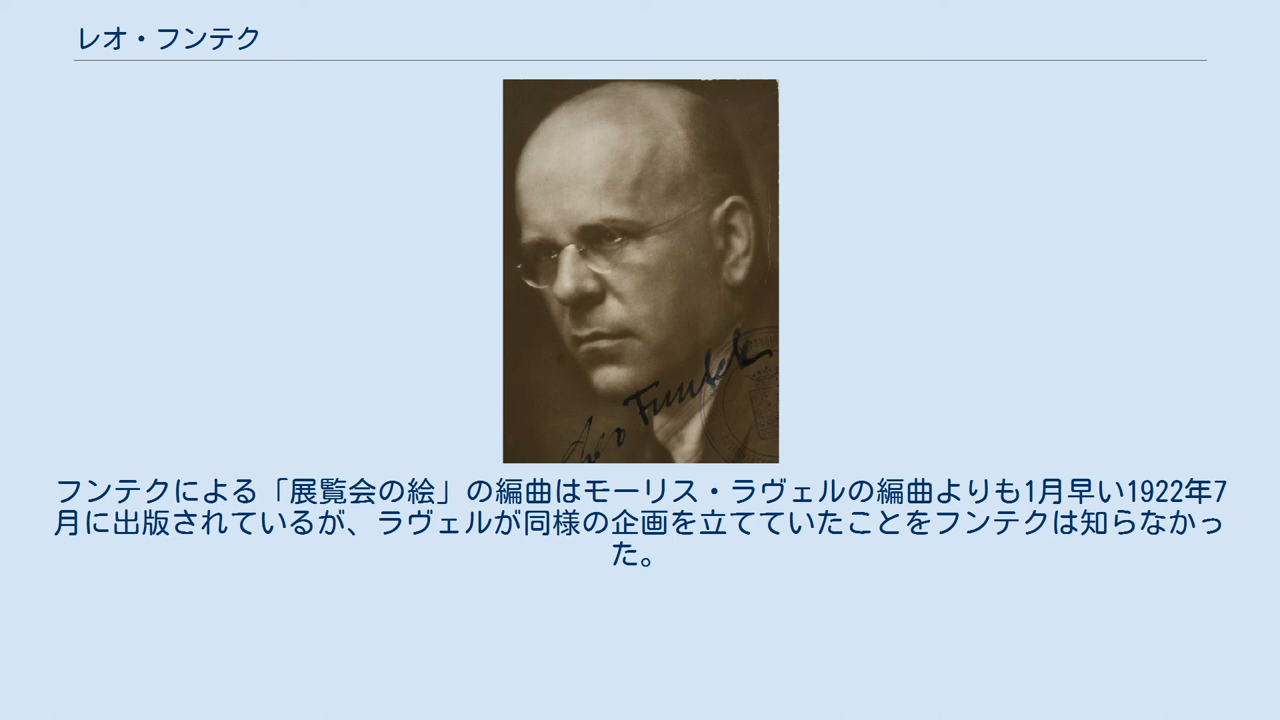 レオ・フンテク
Leo Funtek
フンテクによる「展覧会の絵」の編曲はモーリス・ラヴェルの編曲よりも1月早い1922年7
月に出版されているが、ラヴェルが同様の企画を立てていたことをフンテクは知らなかっ
た。